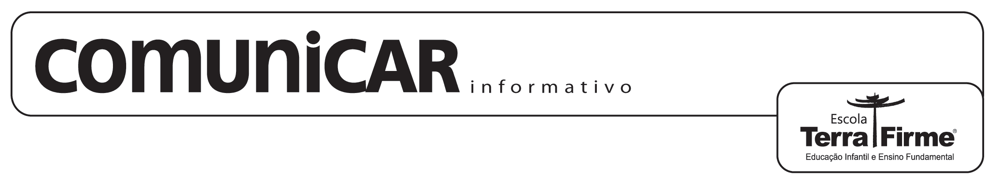 comuniCAR informativo
Escola
Terra Firme®
Educação Infantil e Ensino Fundamental